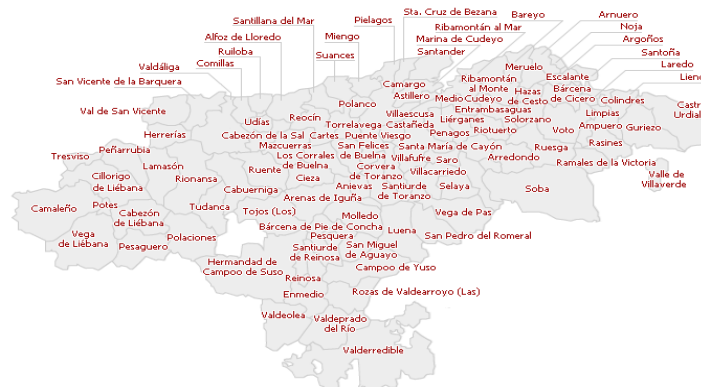 Sta. Cruz de Bezana
Bareyo
Arnuero
Santillana del Mar
Pielagos
Ribamontán al Mar
Noja
Alfoz de Lloredo
Miengo
Marina de Cudeyo
Argoños
Ruiloba
Suances
Santander
Santoña
Comillas
Laredo
Valdáliga
Meruelo
San Vicente de la Barquera
Camargo
Ribamontán
al Monte
Escalante
Liend
Astillero
Hazas
de Cesto
Bárcena
de Cicero
Polanco
Medio Cudeyo
Colindres
Castr
Urdial
Val de San Vicente
Reocín
Villaescusa
Entrambasaguas
Limpias
Udías
Torrelavega
Castañeda
Liérganes
Solorzano
Ampuero
Guriezo
Herrerías
Cabezón de la Sal
Cartes
Puente Viesgo
Penagos
Riotuerto
Voto
Rasines
Mazcuerras
San Felices
de Buelna
Santa María de Cayón
Ruesga
Peñarrubia
Tresviso
Los Corrales
de Buelna
Villafufre
Saro
Arredondo
Ramales de la Victoria
Lamasón
Ruente
Corvera
de Toranzo
Villacarriedo
Valle de
Villaverde
Cillorigo
de Liébana
Rionansa
Cieza
Cabuerniga
Anievas
Santiurde
de Toranzo
Selaya
Soba
Arenas de Iguña
Camaleño
Potes
Cabezón
de Liébana
Tudanca
Tojos (Los)
Molledo
Vega de Pas
Bárcena de Pie de Concha
Luena
Vega
de Liébana
Pesaguero
Polaciones
Pesquera
San Pedro del Romeral
Santiurde
de Reinosa
San Miguel
de Aguayo
Hermandad de
Campoo de Suso
Campoo de Yuso
Reinosa
Enmedio
Rozas de Valdearroyo (Las)
Valdeolea
Valdeprado
del Río
Valderredible